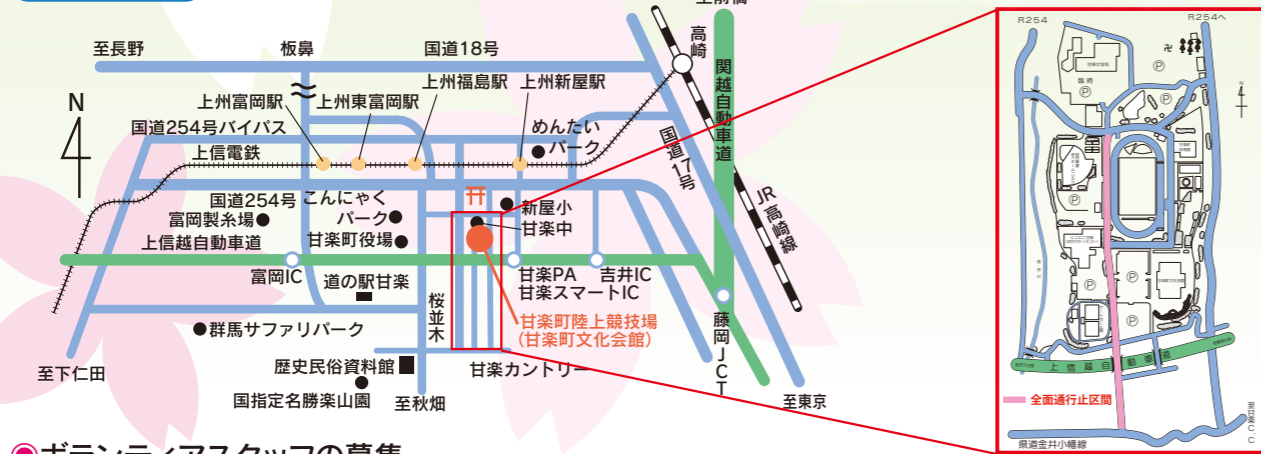 至長野
板鼻
国道18号
高崎
関越自動車道
N
上州富岡駅
上州東富岡駅
上州福島駅
上州新屋駅
国道254号バイパス
めんたい
パーク
上信電鉄
国道17号
JR高崎線
国道254号
こんにゃく
パーク
富岡製糸場
新屋小
甘楽中
甘楽町役場
上信越自動車道
富岡IC
道の駅甘楽
甘楽PA
甘楽スマートIC
吉井IC
桜並木
甘楽町陸上競技場
(甘楽町文化会館)
藤岡JCT
群馬サファリパーク
歴史民俗資料館
甘楽カントリー
至下仁田
国指定名勝楽山園
至秋畑
至東京
R254
R254へ
卍
N
臨時
P
P
P
P
P
P
P
P
上信越自動車道
全面通行止区間
至甘楽C.C
県道金井小幡線
◉ボランティアスタッフの募集